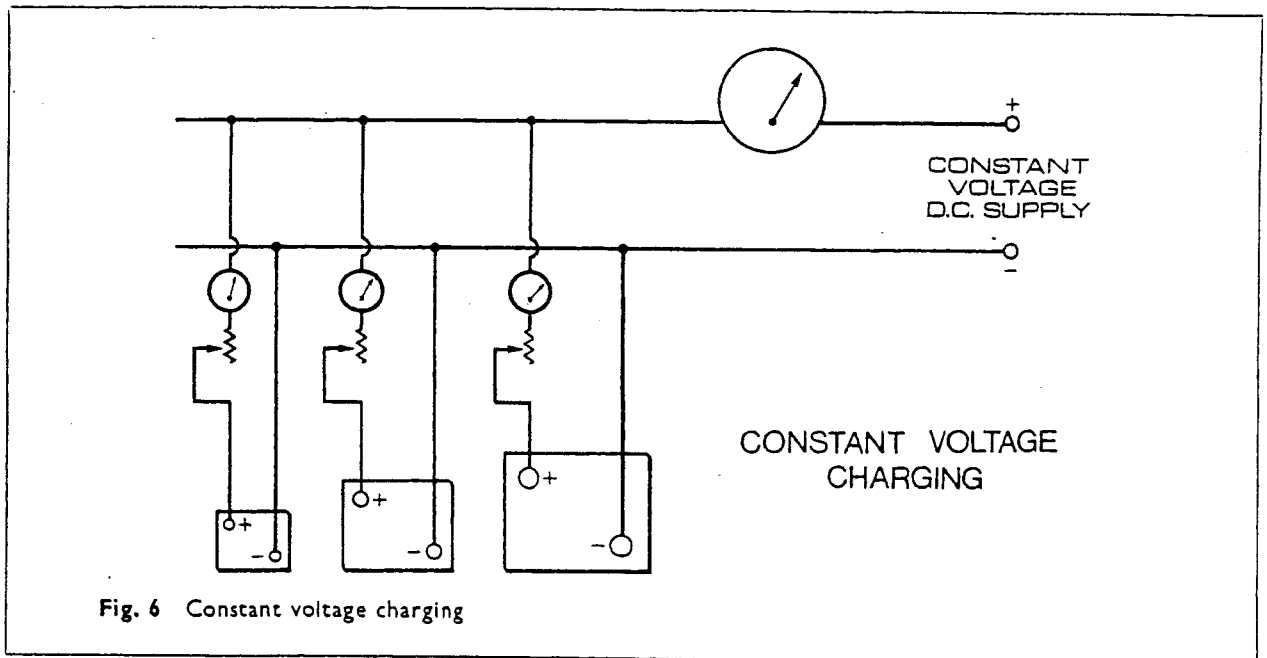 +
CONSTANT
VOLTAGE
D.C. SUPPLY
-
CONSTANT VOLTAGE
CHARGING
+
-
+
-
+
-
Fig. 6 Constant voltage charging